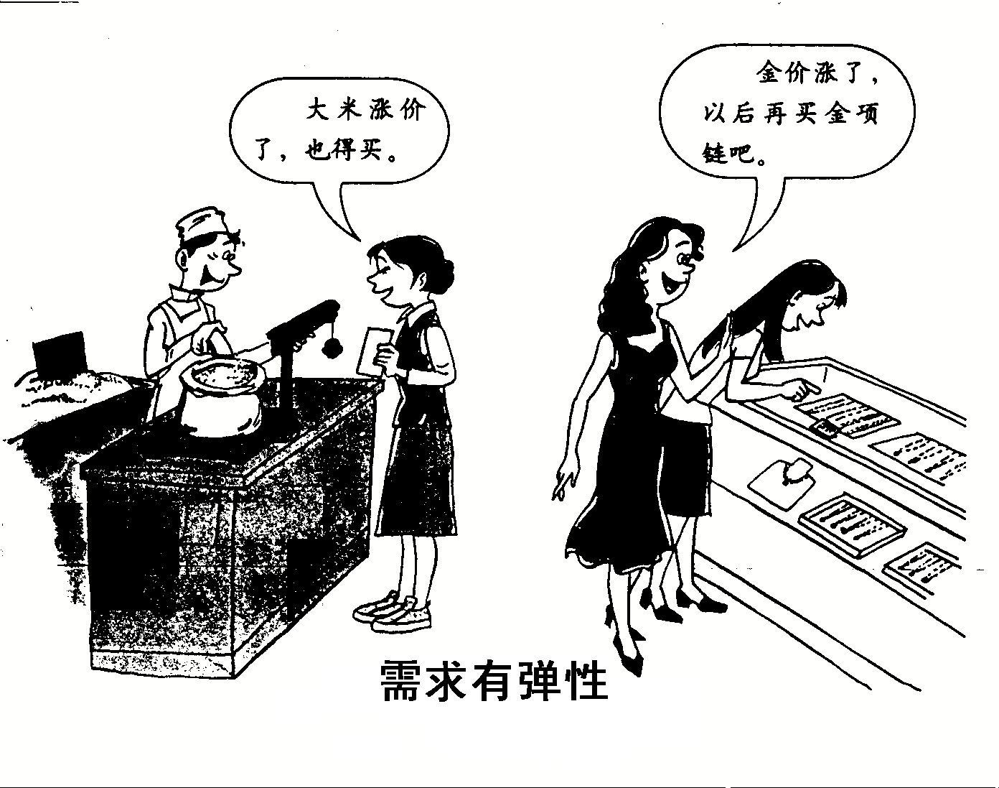 大米涨价
了，也得买。
金价涨了，
以后再买金项
链吧。
需求有弹性